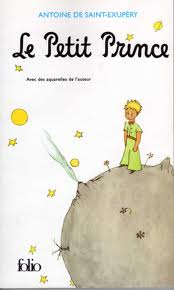 ANTOINE DE SAINT-EXUPÉRY
Le Petit Prince
Avec des aquarelles de l'auteur
folio